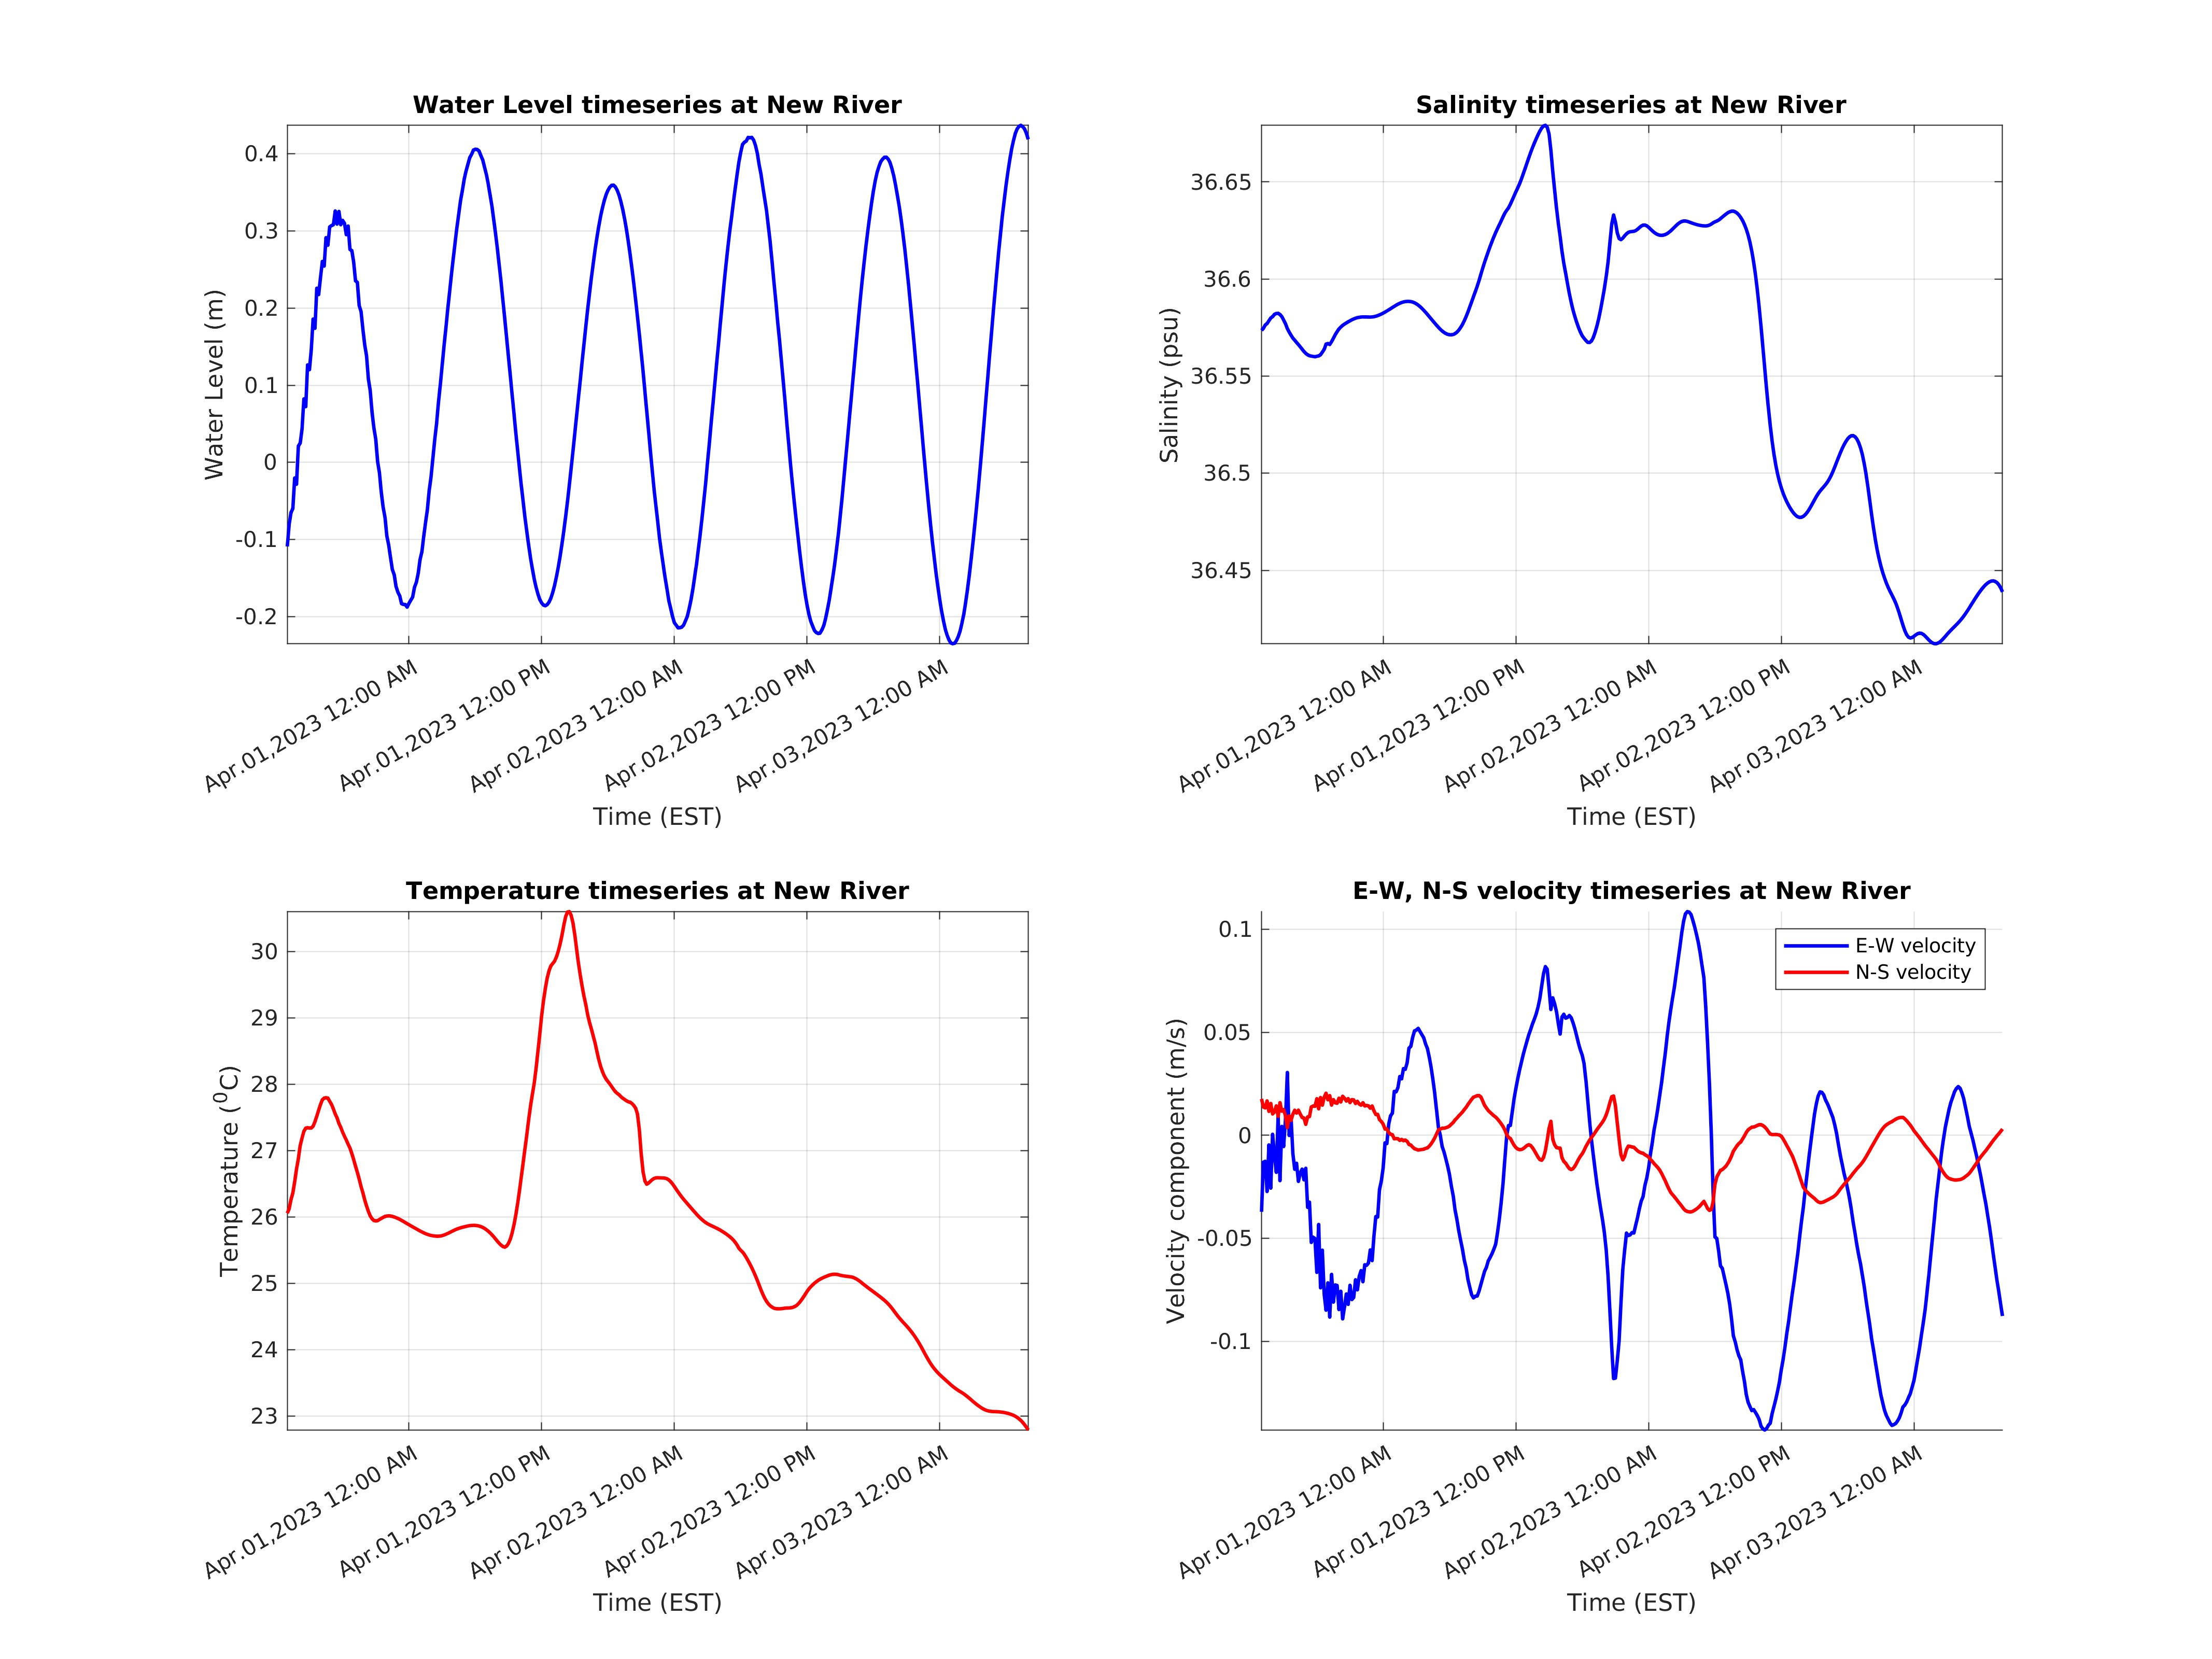 Water Level timeseries at New River
Water Level (m)
0.4
0.3
0.2
0.1
0
-0.1
-0.2
Apr.01,2023 12:00 AM
Apr.01,2023 12:00 PM
Apr.02,2023 12:00 AM
Apr.02,2023 12:00 PM
Apr.03,2023 12:00 AM
Time (EST)
Salinity timeseries at New River
Salinity (psu)
36.65
36.6
36.55
36.5
36.45
Apr.01,2023 12:00 AM
Apr.01,2023 12:00 PM
Apr.02,2023 12:00 AM
Apr.02,2023 12:00 PM
Apr.03,2023 12:00 AM
Time (EST)
Temperature timeseries at New River
Temperature (⁰C)
30
29
28
27
26
25
24
23
Apr.01,2023 12:00 AM
Apr.01,2023 12:00 PM
Apr.02,2023 12:00 AM
Apr.02,2023 12:00 PM
Apr.03,2023 12:00 AM
Time (EST)
E-W, N-S velocity timeseries at New River
Velocity component (m/s)
0.1
0.05
0
-0.05
-0.1
E-W velocity
N-S velocity
Apr.01,2023 12:00 AM
Apr.01,2023 12:00 PM
Apr.02,2023 12:00 AM
Apr.02,2023 12:00 PM
Apr.03,2023 12:00 AM
Time (EST)